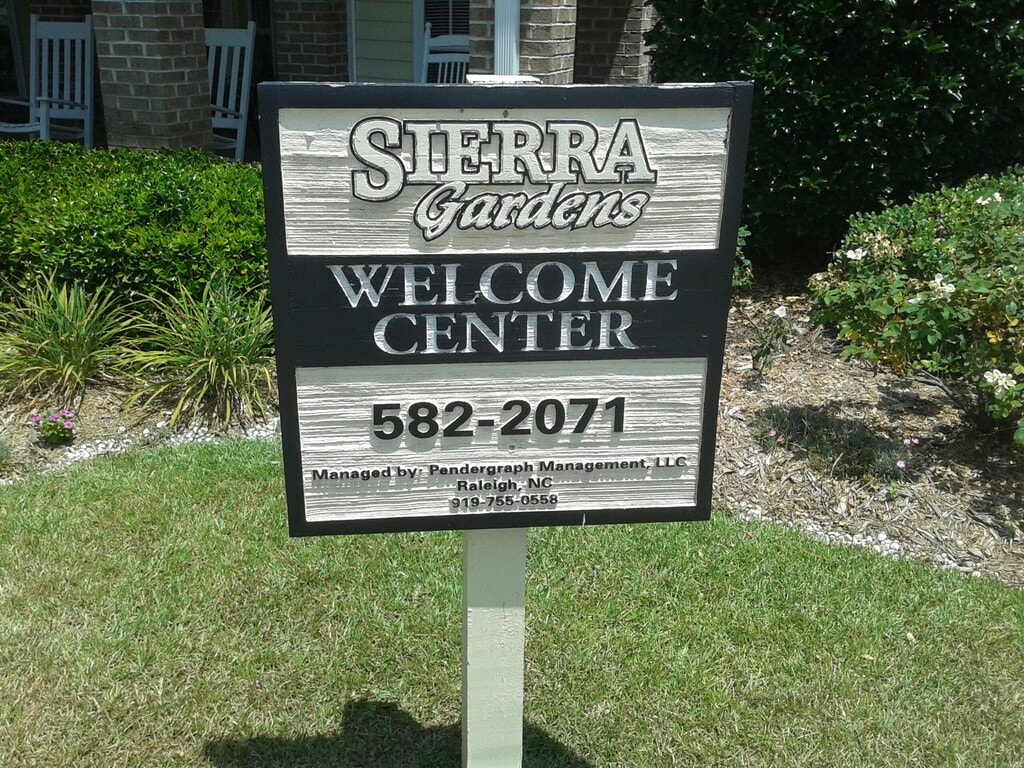 SIERRA
Gardens
WELCOME
CENTER
582-2071
Managed by: Pendergraph Management, LLC
Raleigh, NC
919-755-0558